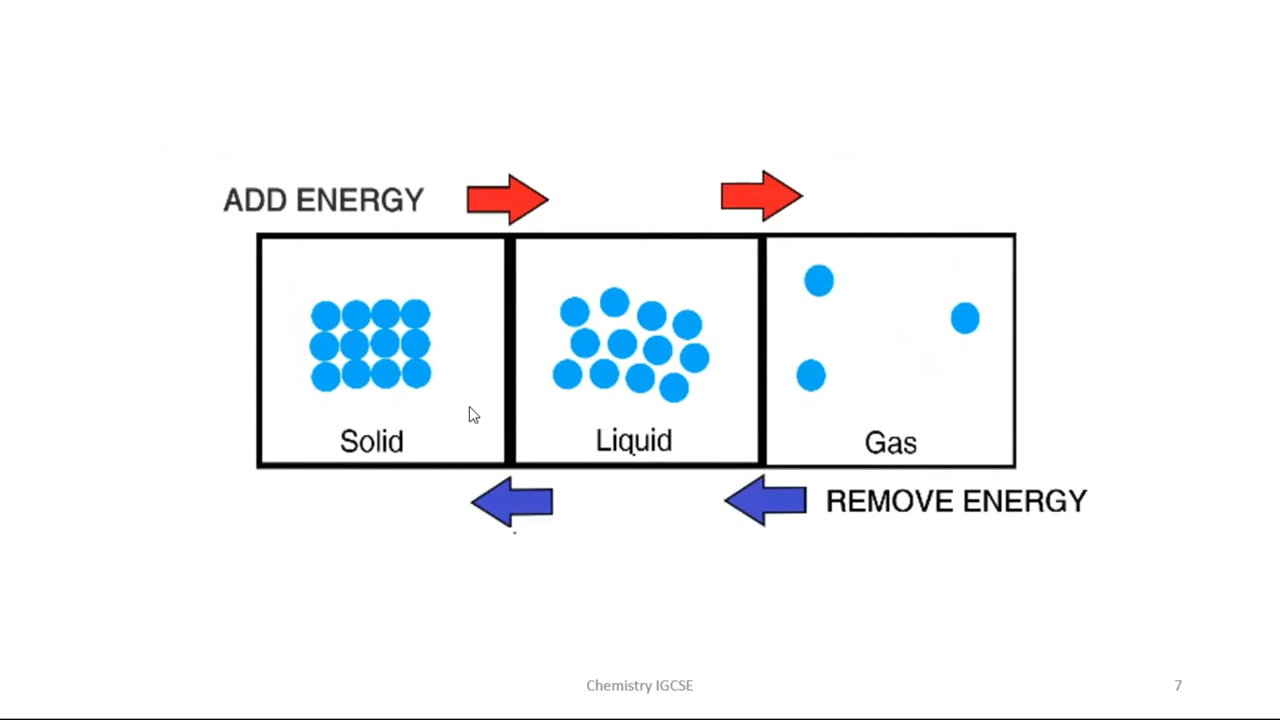 ADD ENERGY
Solid
Liquid
Gas
REMOVE ENERGY
Chemistry IGCSE
7